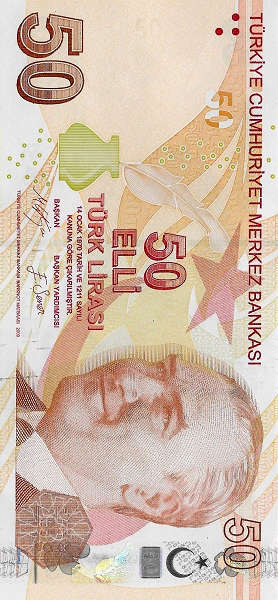 TÜRKİYE CUMHURİYET MERKEZ BANKASI
50
50
50
ELLİ
TÜRK LİRASI
14 OCAK 1970 TARİH VE 1211 SAYILI
KANUNA GÖRE ÇIKARILMIŞTIR.
BAŞKAN
BAŞKAN YARDIMCISI
50